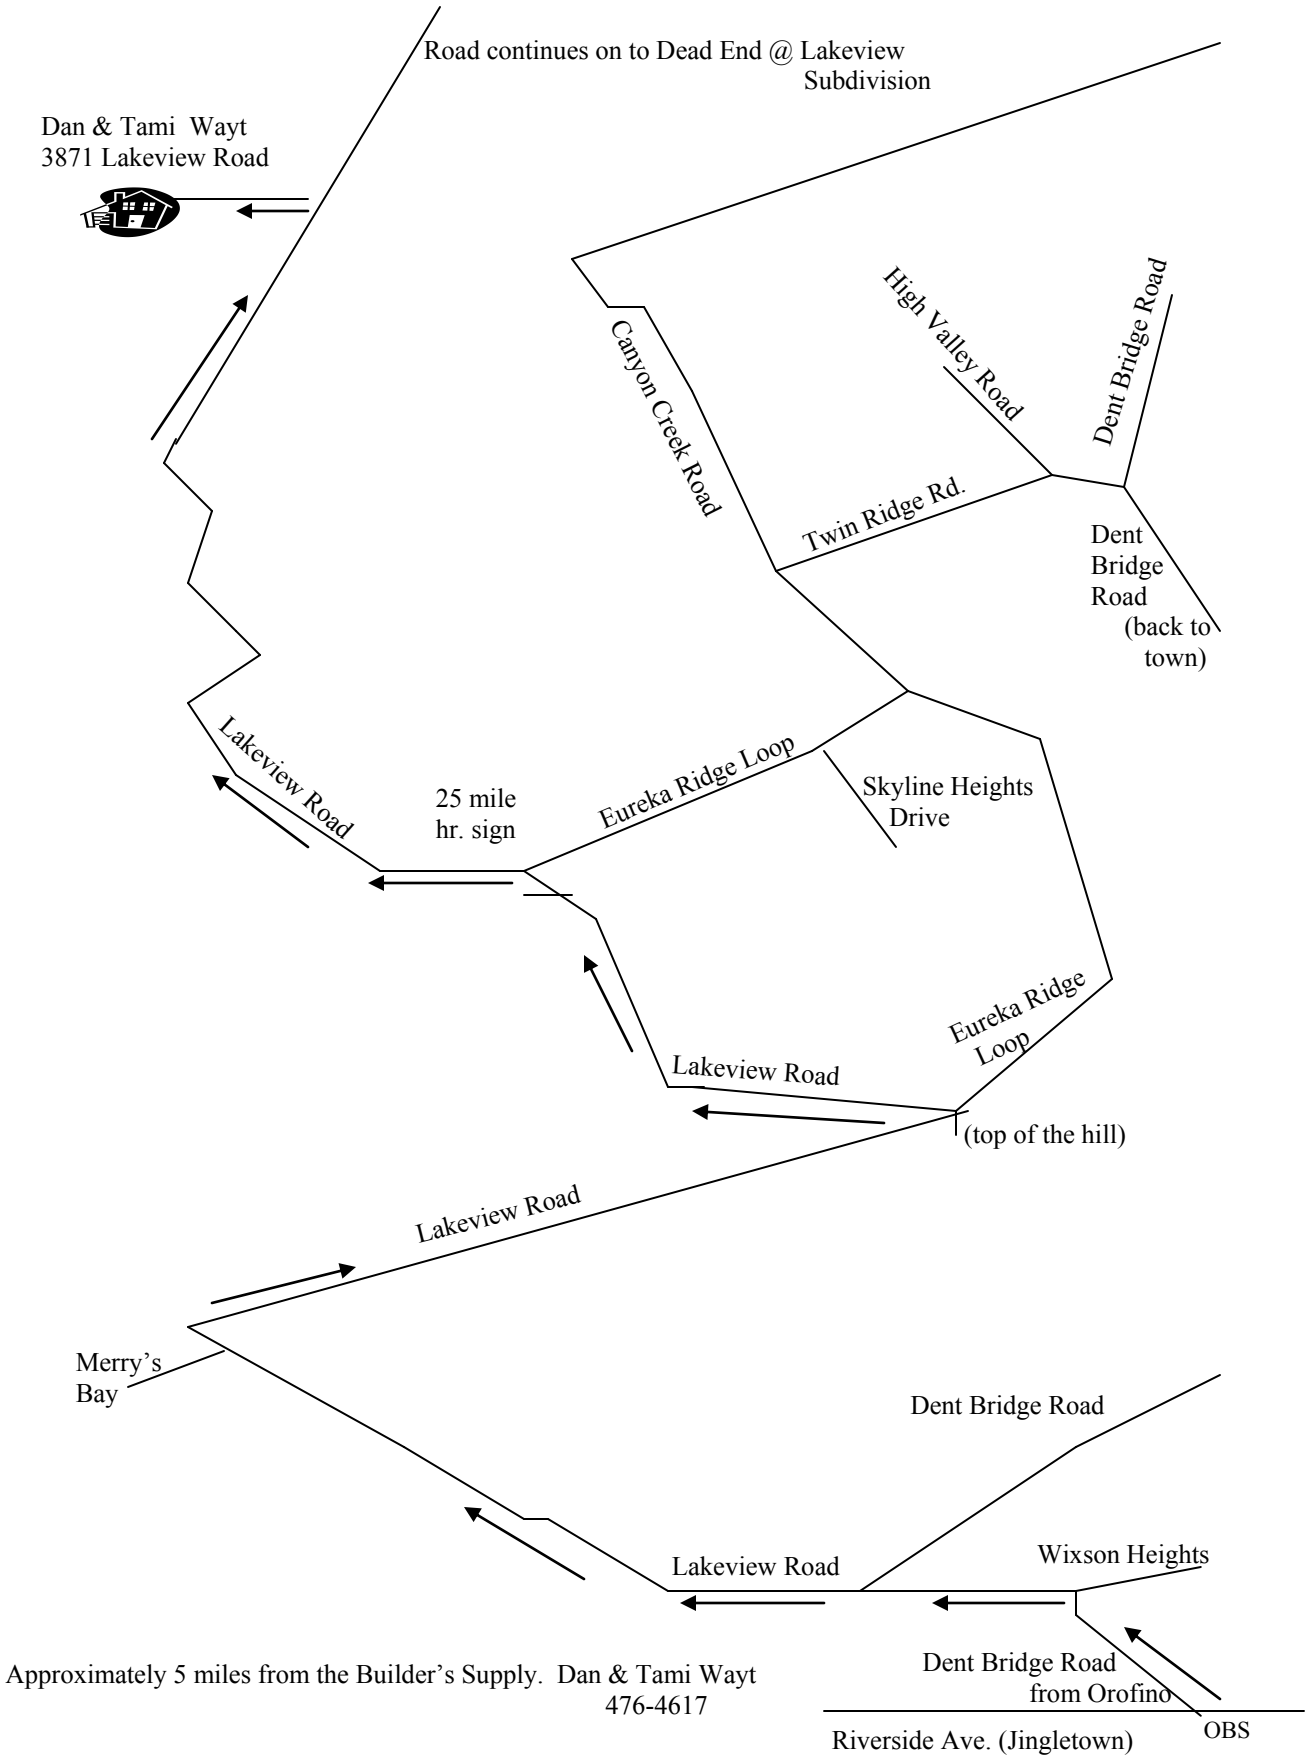 Road continues on to Dead End @ Lakeview
Subdivision
Dan & Tami Wayt
3871 Lakeview Road
High Valley Road
Dent Bridge Road
Canyon Creek Road
Twin Ridge Rd.
Dent
Bridge
Road
(back to
town)
Lakeview Road
25 mile
hr. sign
Eureka Ridge Loop
Skyline Heights
Drive
Eureka Ridge
Loop
Lakeview Road
(top of the hill)
Lakeview Road
Merry's
Bay
Dent Bridge Road
Wixson Heights
Lakeview Road
Dent Bridge Road
from Orofino
Approximately 5 miles from the Builder's Supply. Dan & Tami Wayt
476-4617
OBS
Riverside Ave. (Jingletown)